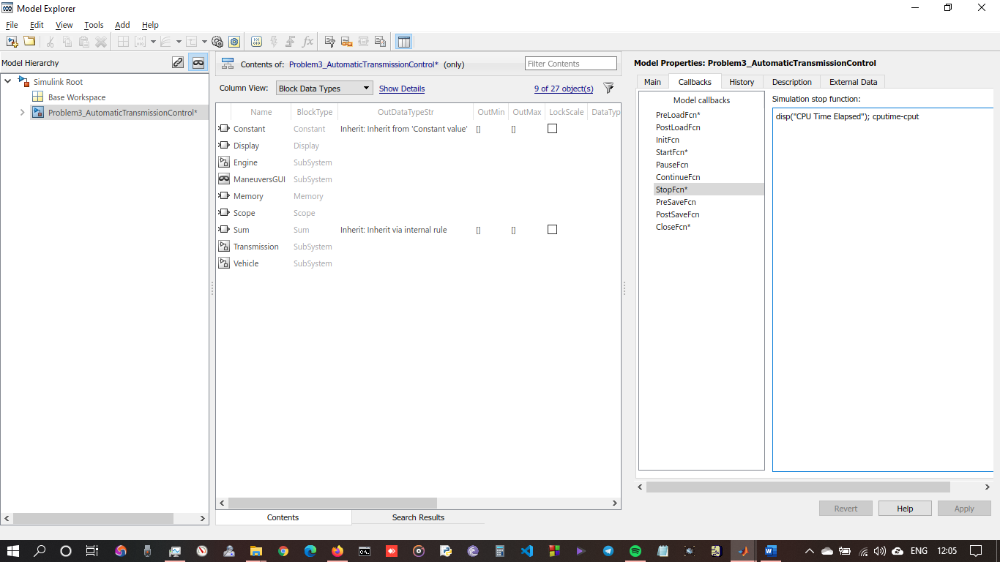 Model Explorer
File Edit View Tools Add Help
Model Hierarchy
Simulink Root
Base Workspace
Problem3_AutomaticTransmissionControl*
Contents of: Problem3_AutomaticTransmissionControl* (only)
Filter Contents
Column View: Block Data Types Show Details 9 of 27 object(s)
Name BlockType OutDataTypeStr OutMin OutMax LockScale DataTyp
Constant Constant Inherit: Inherit from 'Constant value' [] []
Display Display
Engine SubSystem
ManeuversGUI SubSystem
Memory Memory
Scope Scope
Sum Sum Inherit: Inherit via internal rule [] []
Transmission SubSystem
Vehicle SubSystem
Contents Search Results
Model Properties: Problem3_AutomaticTransmissionControl
Main Callbacks History Description External Data
Model callbacks
PreLoadFcn*
PostLoadFcn
InitFcn
StartFcn*
PauseFcn
ContinueFcn
StopFcn*
PreSaveFcn
PostSaveFcn
CloseFcn*
Simulation stop function:
disp("CPU Time Elapsed"); cputime-cput
Revert Help Apply
ENG 12:05